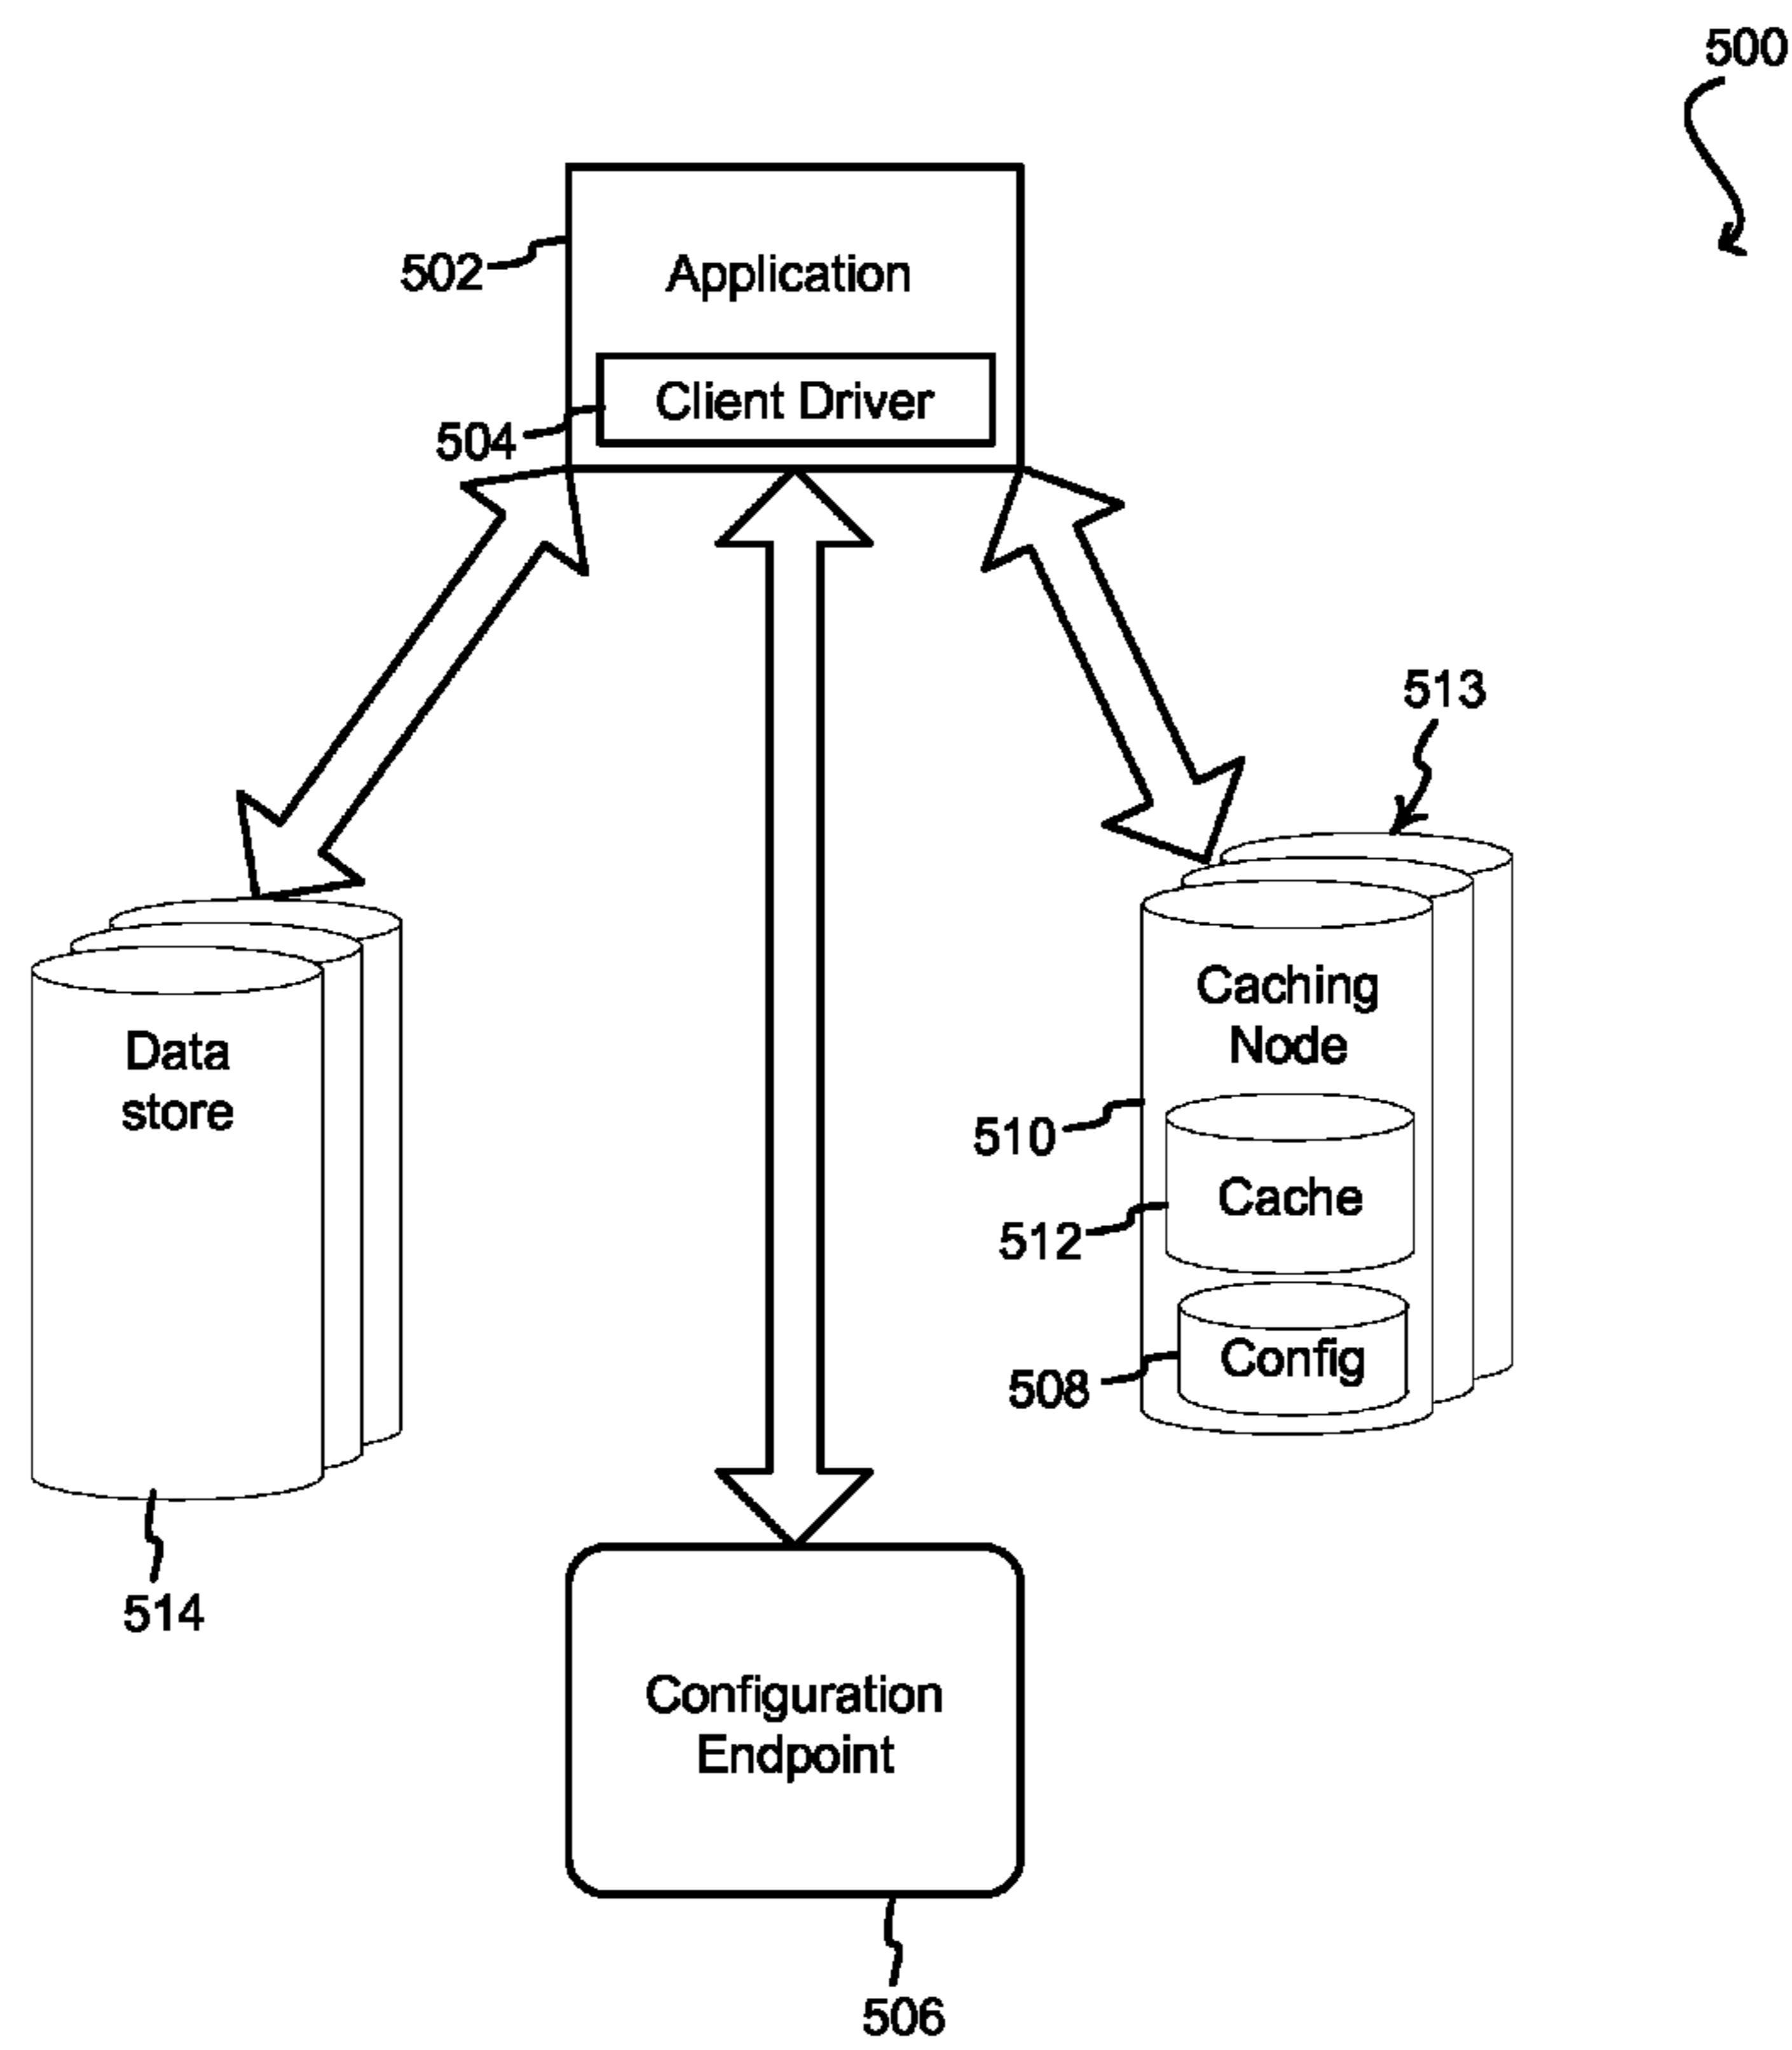 500
502
Application
Client Driver
504
513
Caching
Node
Data
store
510
Cache
512
Config
508
514
Configuration
Endpoint
506